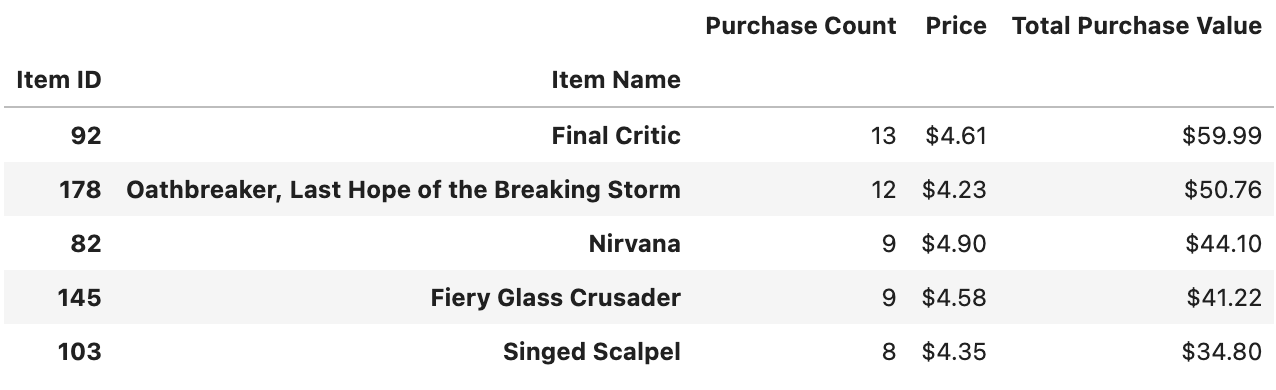 Purchase Count Price Total Purchase Value
Item ID Item Name
92 Final Critic 13 $4.61 $59.99
178 Oathbreaker, Last Hope of the Breaking Storm 12 $4.23 $50.76
82 Nirvana 9 $4.90 $44.10
145 Fiery Glass Crusader 9 $4.58 $41.22
103 Singed Scalpel 8 $4.35 $34.80